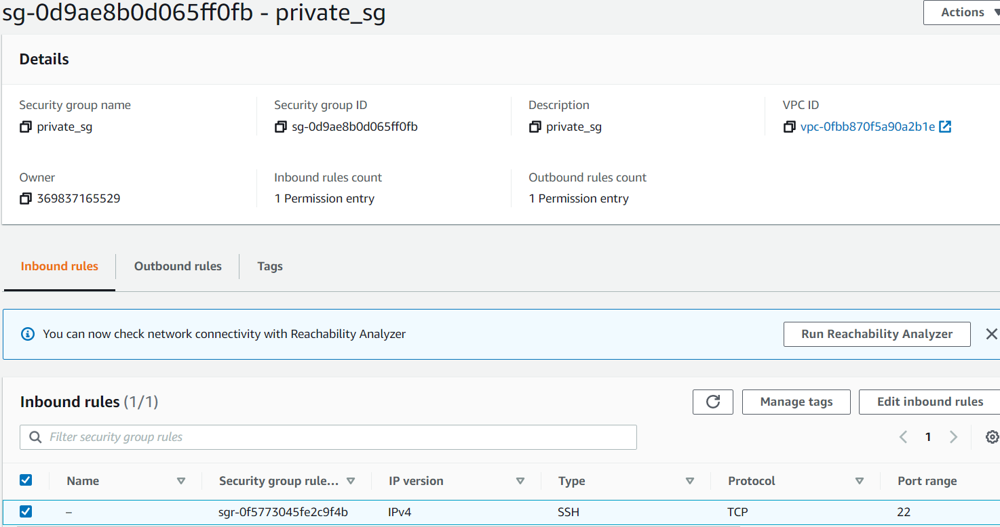 sg-0d9ae8b0d065ff0fb - private_sg
Actions
Details
Security group name
Security group ID
Description
VPC ID
private_sg
sg-0d9ae8b0d065ff0fb
private_sg
vpc-0fbb870f5a90a2b1e
Owner
Inbound rules count
Outbound rules count
369837165529
1 Permission entry
1 Permission entry
Inbound rules
Outbound rules
Tags
You can now check network connectivity with Reachability Analyzer
Run Reachability Analyzer
Inbound rules (1/1)
Manage tags
Edit inbound rules
Filter security group rules
1
Name
Security group rule...
IP version
Type
Protocol
Port range
–
sgr-0f5773045fe2c9f4b
IPv4
SSH
TCP
22